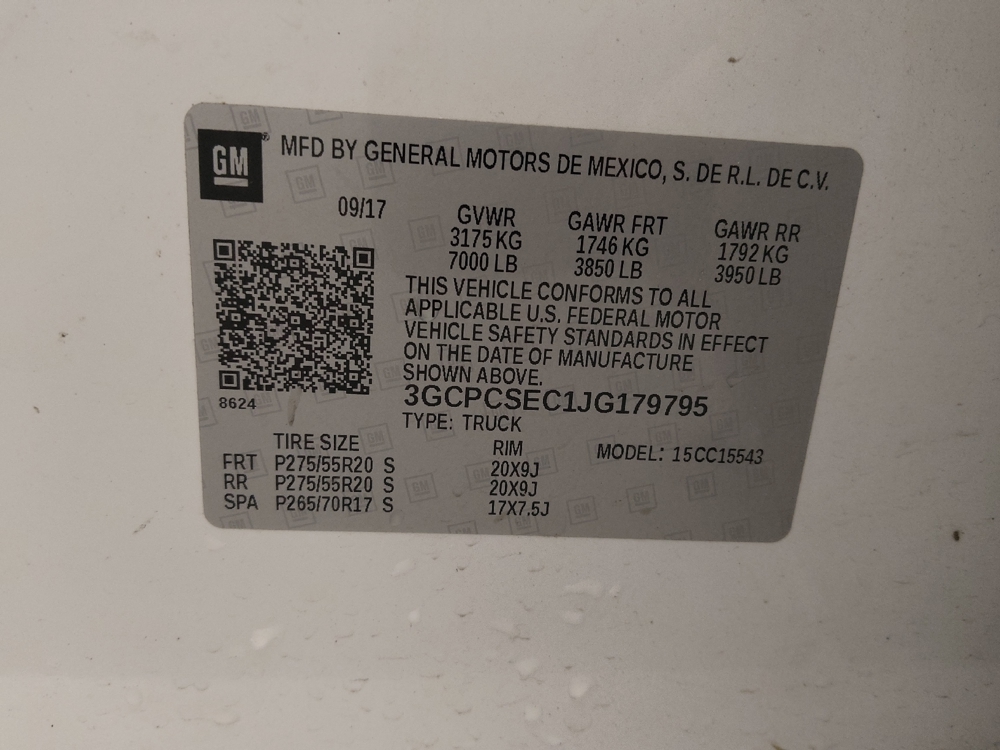 GM MFD BY GENERAL MOTORS DE MEXICO, S. DE R.L. DE C.V.
09/17 GVWR GAWR FRT GAWR RR
3175 KG 1746 KG 1792 KG
7000 LB 3850 LB 3950 LB
THIS VEHICLE CONFORMS TO ALL
APPLICABLE U.S. FEDERAL MOTOR
VEHICLE SAFETY STANDARDS IN EFFECT
ON THE DATE OF MANUFACTURE
SHOWN ABOVE.
8624 3GCPCSEC1JG179795
TYPE: TRUCK
TIRE SIZE RIM MODEL: 15CC15543
FRT P275/55R20 S 20X9J
RR P275/55R20 S 20X9J
SPA P265/70R17 S 17X7.5J